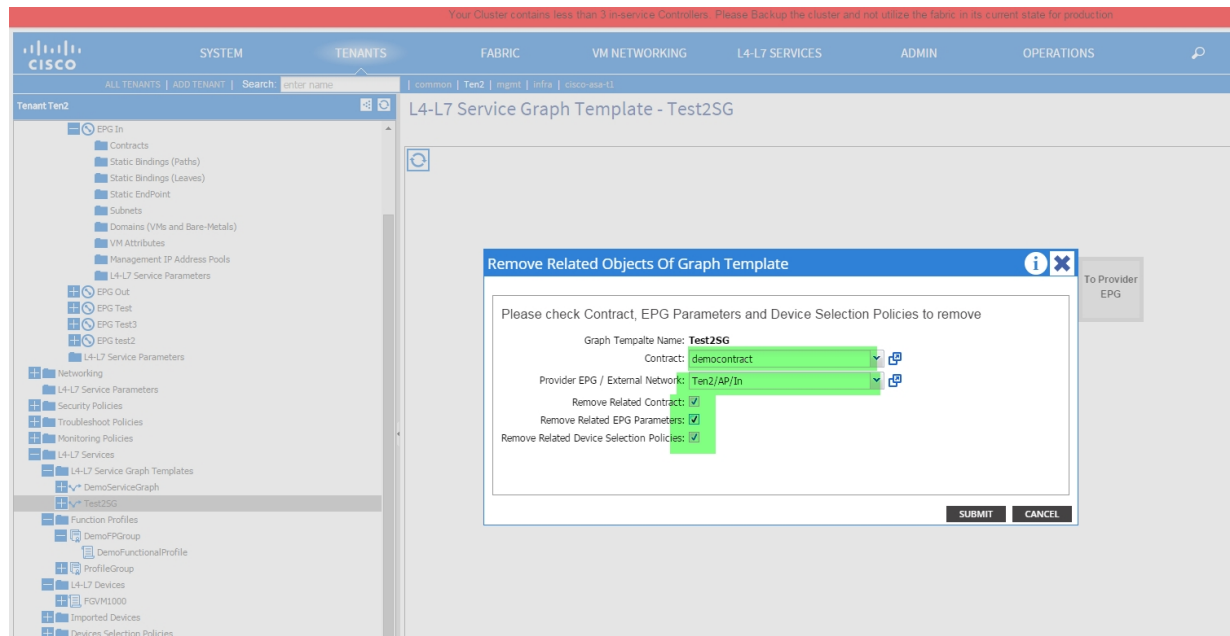 Your Cluster contains less than 3 in-service Controllers. Please Backup the cluster and not utilize the fabric in its current state for production
CISCO
SYSTEM TENANTS FABRIC VM NETWORKING L4-L7 SERVICES ADMIN OPERATIONS
ALL TENANTS | ADD TENANT | Search: enter name | common | Ten2 | mgmt | infra | cisco-asa-t1
Tenant Ten2
EPG In
Contracts
Static Bindings (Paths)
Static Bindings (Leaves)
Static EndPoint
Subnets
Domains (VMs and Bare-Metals)
VM Attributes
Management IP Address Pools
L4-L7 Service Parameters
EPG Out
EPG Test
EPG Test3
EPG test2
L4-L7 Service Parameters
Networking
L4-L7 Service Parameters
Security Policies
Troubleshoot Policies
Monitoring Policies
L4-L7 Services
L4-L7 Service Graph Templates
DemoServiceGraph
Test2SG
Function Profiles
DemoFPGroup
DemoFunctionalProfile
ProfileGroup
L4-L7 Devices
FGVM1000
Imported Devices
Devices Selection Policies
L4-L7 Service Graph Template - Test2SG
To Provider
EPG
Remove Related Objects Of Graph Template
i
Please check Contract, EPG Parameters and Device Selection Policies to remove
Graph Tempalte Name: Test2SG
Contract: democontract
Provider EPG / External Network: Ten2/AP/In
Remove Related Contract:
Remove Related EPG Parameters:
Remove Related Device Selection Policies:
SUBMIT CANCEL